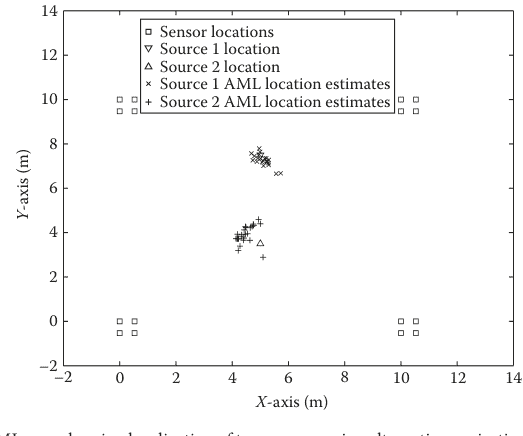 14
Sensor locations
Source 1 location
Source 2 location
Source 1 AML location estimates
Source 2 AML location estimates
12
10
8
6
4
2
0
−2
Y-axis (m)
−2 0 2 4 6 8 10 12 14
X-axis (m)